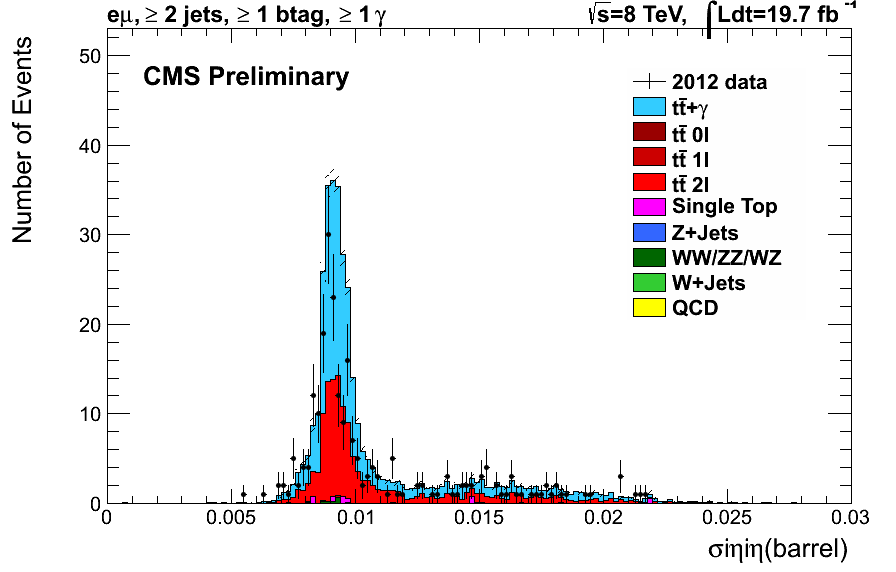 eμ, ≥ 2 jets, ≥ 1 btag, ≥ 1 γ
√s=8 TeV, ∫Ldt=19.7 fb⁻¹
CMS Preliminary
Number of Events
50
40
30
20
10
0
2012 data
tt̄+γ
tt̄ 0l
tt̄ 1l
tt̄ 2l
Single Top
Z+Jets
WW/ZZ/WZ
W+Jets
QCD
0 0.005 0.01 0.015 0.02 0.025 0.03
σiηiη(barrel)